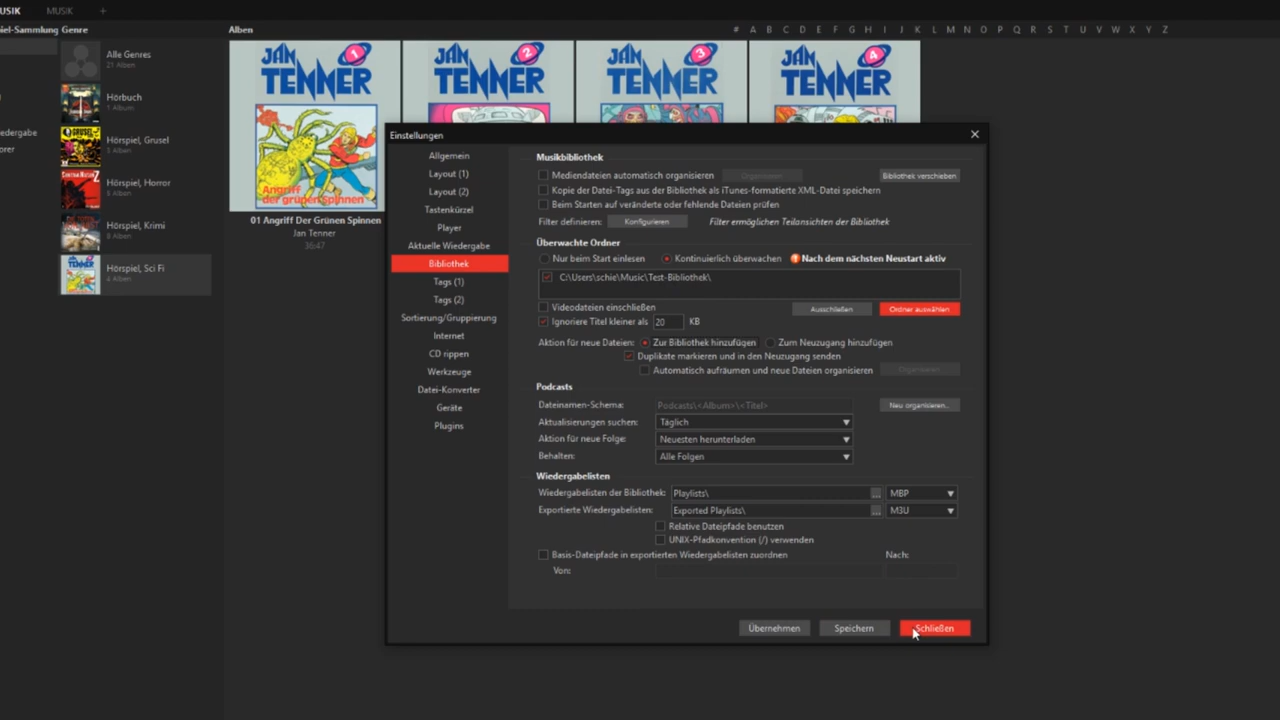 USIK
MUSIK
+
iel-Sammlung
Genre
Alben
# A B C D E F G H I J K L M N O P Q R S T U V W X Y Z
edergabe
orer
Alle Genres
21 Alben
Hörbuch
1 Album
Hörspiel, Grusel
5 Alben
Hörspiel, Horror
Hörspiel, Krimi
Hörspiel, Sci Fi
4 Alben
JAN TENNER 1
JAN TENNER 2
JAN TENNER 3
JAN TENNER 4
Angriff
der grünen Spinnen
01 Angriff Der Grünen Spinnen
Jan Tenner
36:47
Einstellungen
Allgemein
Layout (1)
Layout (2)
Tastenkürzel
Player
Aktuelle Wiedergabe
Bibliothek
Tags (1)
Tags (2)
Sortierung/Gruppierung
Internet
CD rippen
Werkzeuge
Datei-Konverter
Geräte
Plugins
Musikbibliothek
Mediendateien automatisch organisieren Organisieren Bibliothek verschieben
Kopie der Datei-Tags aus der Bibliothek als iTunes-formatierte XML-Datei speichern
Beim Starten auf veränderte oder fehlende Dateien prüfen
Filter definieren: Konfigurieren Filter ermöglichen Teilansichten der Bibliothek
Überwachte Ordner
Nur beim Start einlesen Kontinuierlich überwachen Nach dem nächsten Neustart aktiv
C:\Users\schie\Music\Test-Bibliothek\
Videodateien einschließen Ausschließen Ordner auswählen
Ignoriere Titel kleiner als 20 KB
Aktion für neue Dateien: Zur Bibliothek hinzufügen Zum Neuzugang hinzufügen
Duplikate markieren und in den Neuzugang senden
Automatisch aufräumen und neue Dateien organisieren Organisieren
Podcasts
Dateinamen-Schema: Podcasts\<Album>\<Titel> Neu organisieren...
Aktualisierungen suchen: Täglich
Aktion für neue Folge: Neuesten herunterladen
Behalten: Alle Folgen
Wiedergabelisten
Wiedergabelisten der Bibliothek: Playlists\ ... MBP
Exportierte Wiedergabelisten: Exported Playlists\ ... M3U
Relative Dateipfade benutzen
UNIX-Pfadkonvention (/) verwenden
Basis-Dateipfade in exportierten Wiedergabelisten zuordnen Nach:
Von:
Übernehmen Speichern Schließen